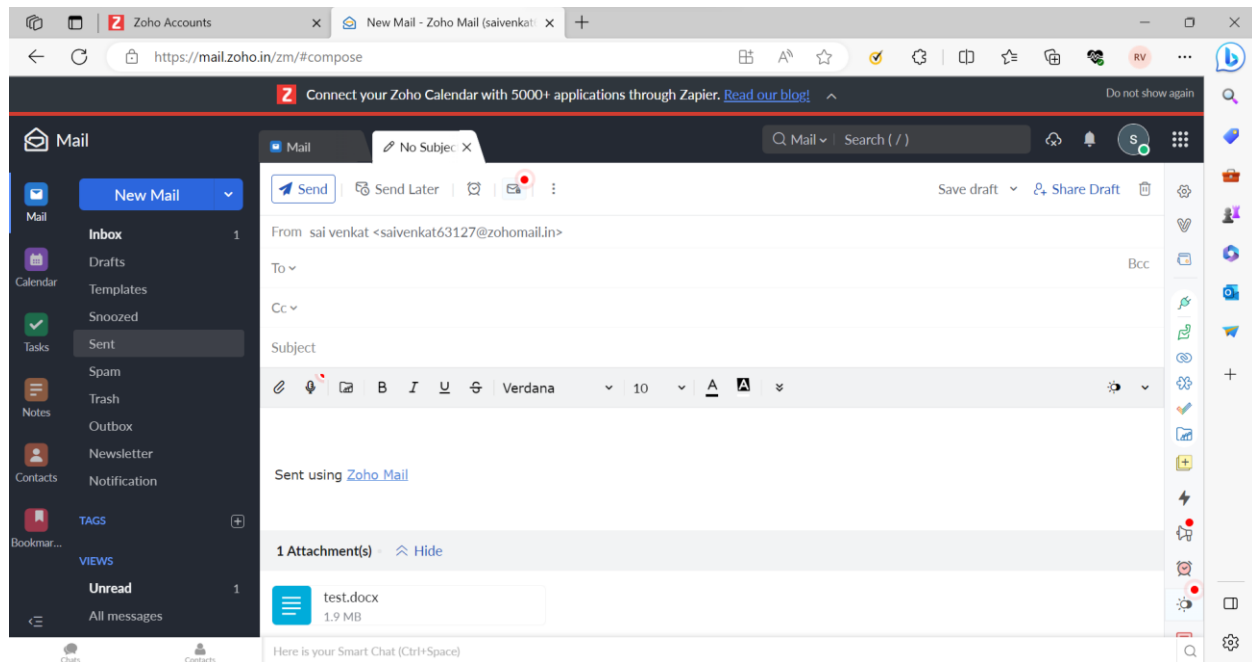 Zoho Accounts
New Mail - Zoho Mail (saivenkat
https://mail.zoho.in/zm/#compose
RV
Connect your Zoho Calendar with 5000+ applications through Zapier. Read our blog!
Do not show again
Mail
Mail
No Subjec
Mail
Search ( / )
S
New Mail
Send
Send Later
Save draft
Share Draft
Mail
Calendar
Tasks
Notes
Contacts
Bookmar...
Inbox 1
Drafts
Templates
Snoozed
Sent
Spam
Trash
Outbox
Newsletter
Notification
TAGS
VIEWS
Unread 1
All messages
From sai venkat <saivenkat63127@zohomail.in>
To
Bcc
Cc
Subject
B I U S Verdana 10 A A
Sent using Zoho Mail
1 Attachment(s) Hide
test.docx
1.9 MB
Chats
Contacts
Here is your Smart Chat (Ctrl+Space)